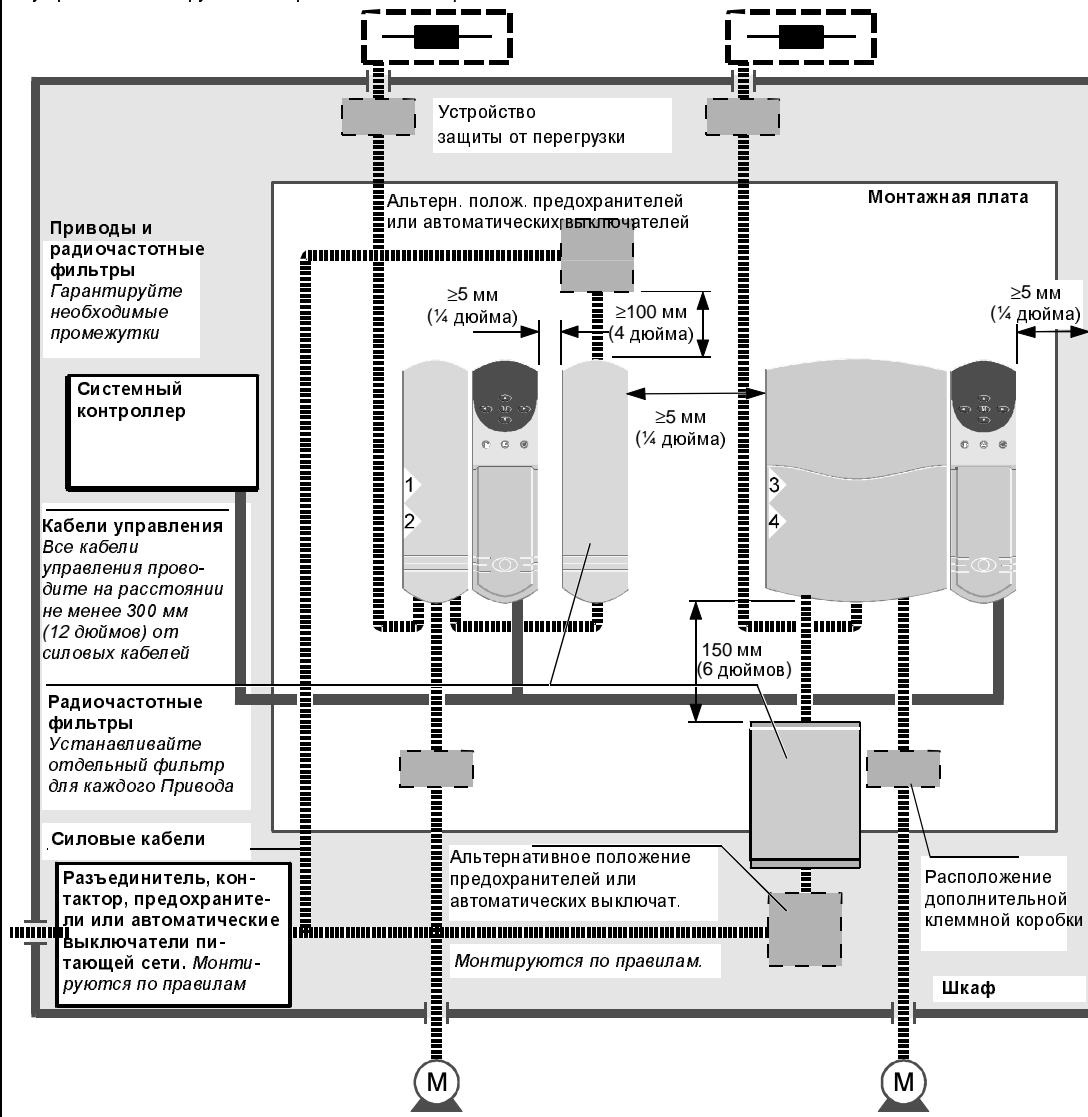 Устройство
защиты от перегрузки
Альтерн. полож. предохранителей
или автоматических выключателей
Монтажная плата
Приводы и
радиочастотные
фильтры
Гарантируйте
необходимые
промежутки
≥5 мм
(¼ дюйма)
≥100 мм
(4 дюйма)
≥5 мм
(¼ дюйма)
≥5 мм
(¼ дюйма)
Системный
контроллер
1
2
3
4
Кабели управления
Все кабели
управления прово-
дите на расстоянии
не менее 300 мм
(12 дюймов) от
силовых кабелей
150 мм
(6 дюймов)
Радиочастотные
фильтры
Устанавливайте
отдельный фильтр
для каждого Привода
Силовые кабели
Разъединитель, кон-
тактор, предохраните-
ли или автоматические
выключатели пи-
тающей сети. Монти-
руются по правилам
Альтернативное положение
предохранителей или
автоматических выключат.
Монтируются по правилам.
Расположение
дополнительной
клеммной коробки
Шкаф
M
M